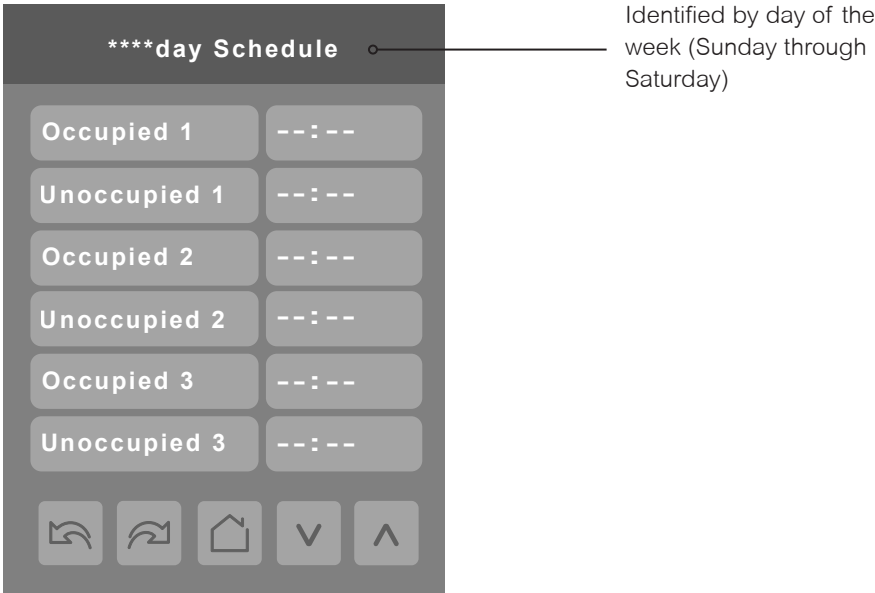 ****day Schedule
Identified by day of the
week (Sunday through
Saturday)
Occupied 1 --:--
Unoccupied 1 --:--
Occupied 2 --:--
Unoccupied 2 --:--
Occupied 3 --:--
Unoccupied 3 --:--